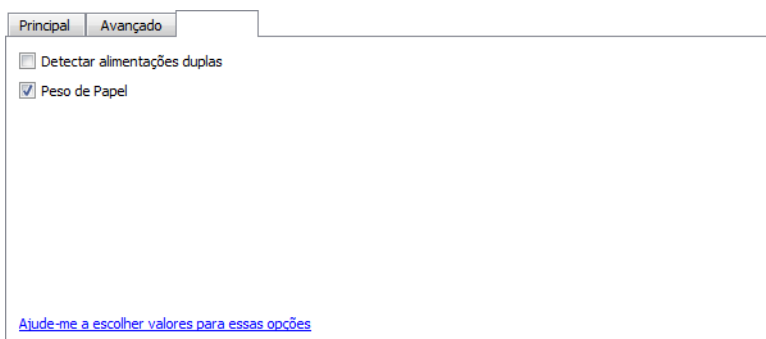 Principal Avançado
Detectar alimentações duplas
Peso de Papel
Ajude-me a escolher valores para essas opções